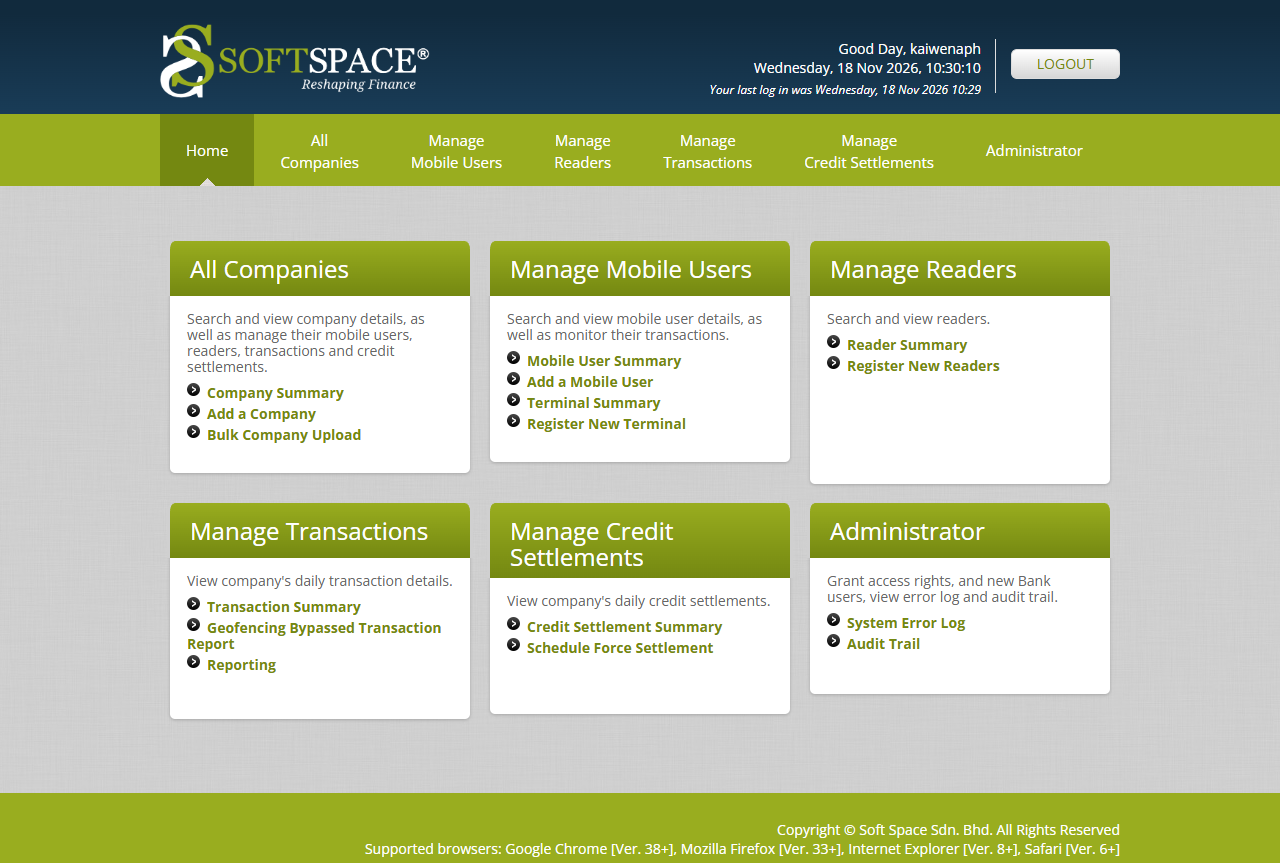 SOFTSPACE®
Reshaping Finance
Good Day, kaiwenaph
Wednesday, 18 Nov 2026, 10:30:10
Your last log in was Wednesday, 18 Nov 2026 10:29
LOGOUT
Home
All
Companies
Manage
Mobile Users
Manage
Readers
Manage
Transactions
Manage
Credit Settlements
Administrator
All Companies
Search and view company details, as
well as manage their mobile users,
readers, transactions and credit
settlements.
Company Summary
Add a Company
Bulk Company Upload
Manage Mobile Users
Search and view mobile user details, as
well as monitor their transactions.
Mobile User Summary
Add a Mobile User
Terminal Summary
Register New Terminal
Manage Readers
Search and view readers.
Reader Summary
Register New Readers
Manage Transactions
View company's daily transaction details.
Transaction Summary
Geofencing Bypassed Transaction
Report
Reporting
Manage Credit
Settlements
View company's daily credit settlements.
Credit Settlement Summary
Schedule Force Settlement
Administrator
Grant access rights, and new Bank
users, view error log and audit trail.
System Error Log
Audit Trail
Copyright © Soft Space Sdn. Bhd. All Rights Reserved
Supported browsers: Google Chrome [Ver. 38+], Mozilla Firefox [Ver. 33+], Internet Explorer [Ver. 8+], Safari [Ver. 6+]